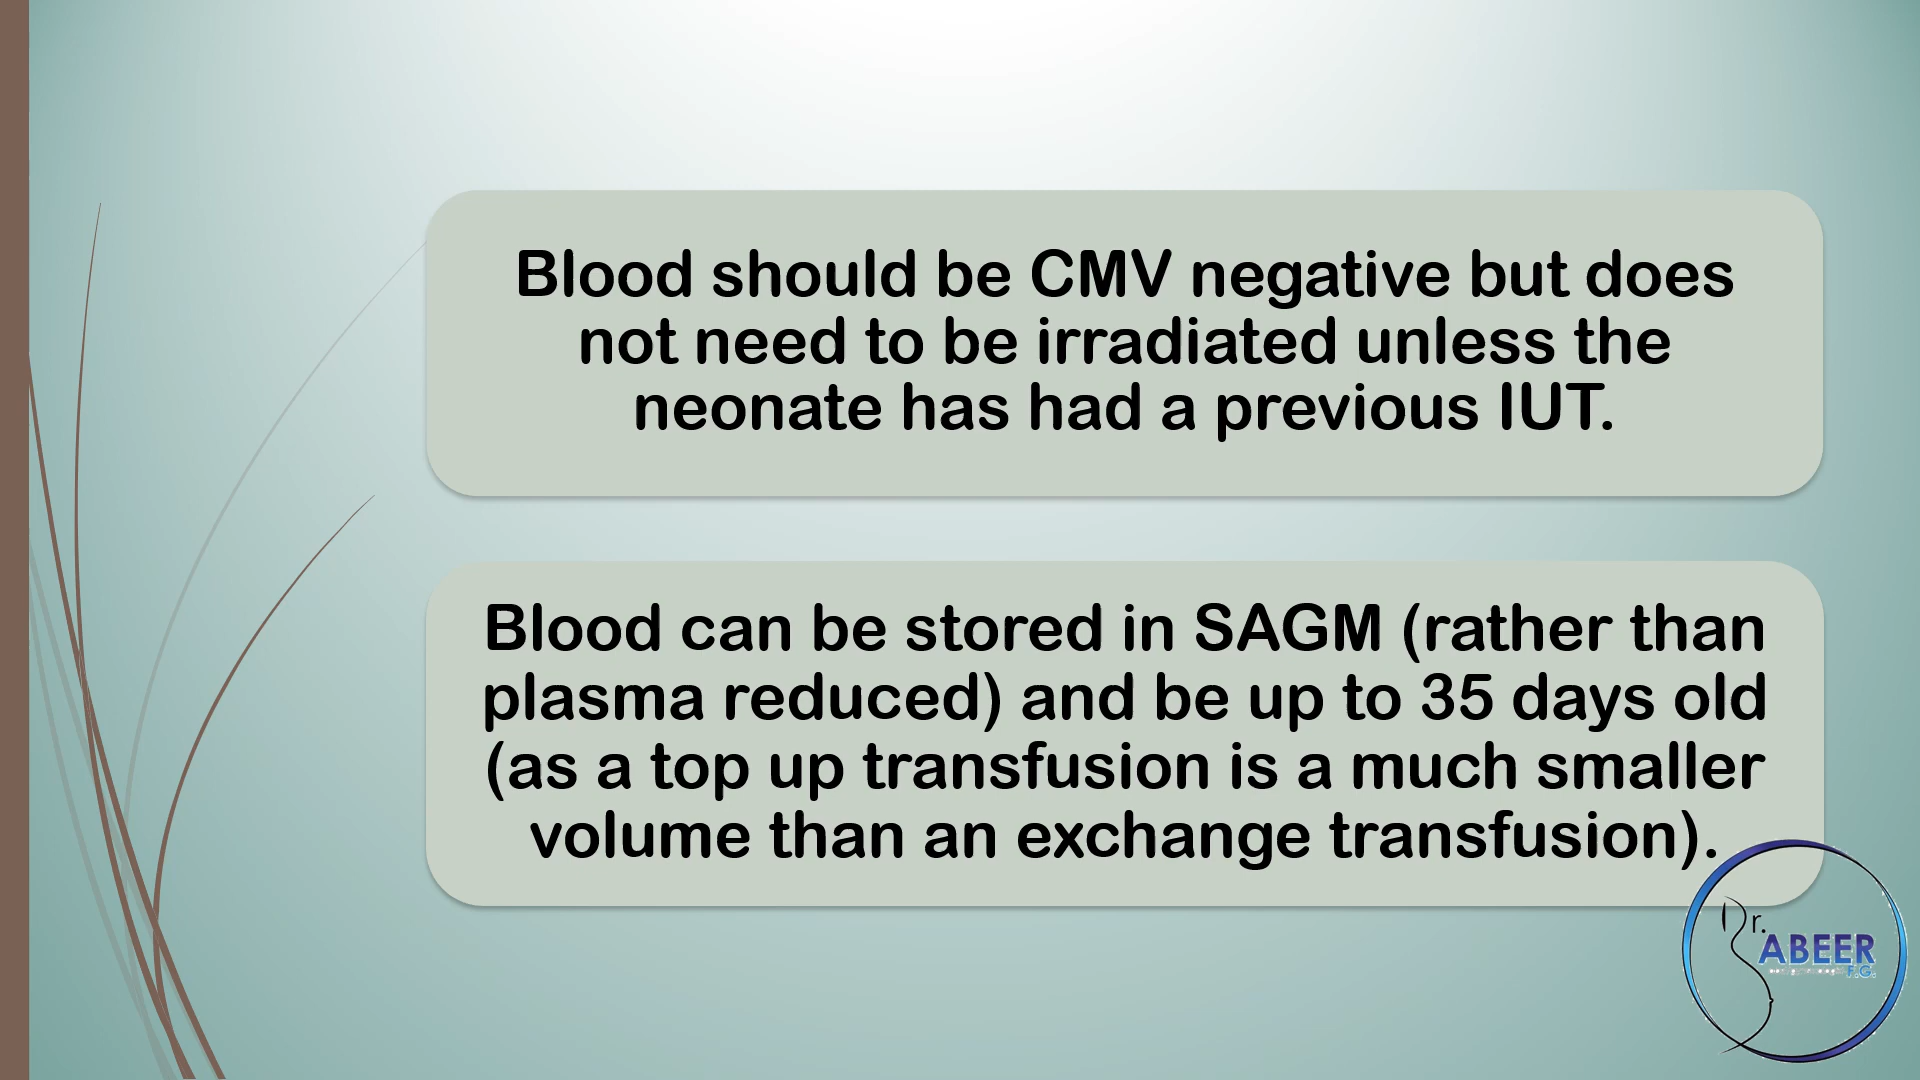 Blood should be CMV negative but does
not need to be irradiated unless the
neonate has had a previous IUT.
Blood can be stored in SAGM (rather than
plasma reduced) and be up to 35 days old
(as a top up transfusion is a much smaller
volume than an exchange transfusion).
Dr.
ABEER
F.G.